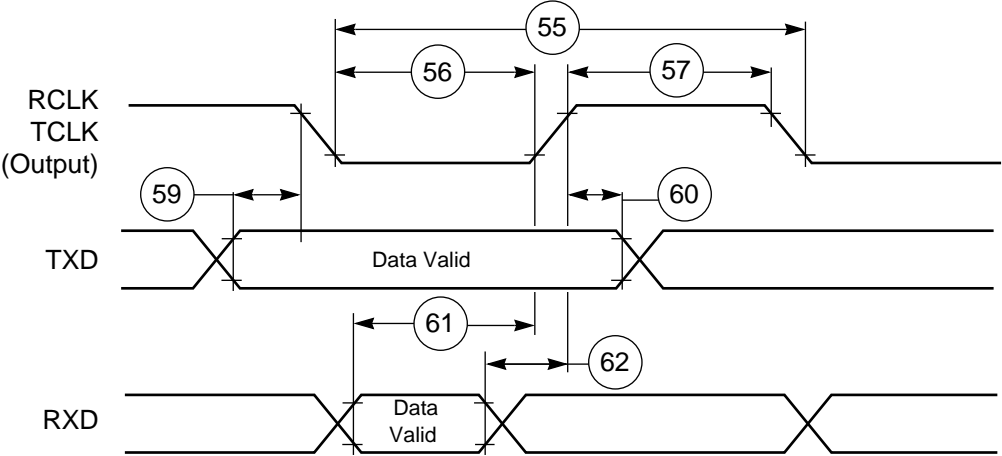 55
56
57
RCLK
TCLK
(Output)
59
60
TXD
Data Valid
61
62
RXD
Data
Valid